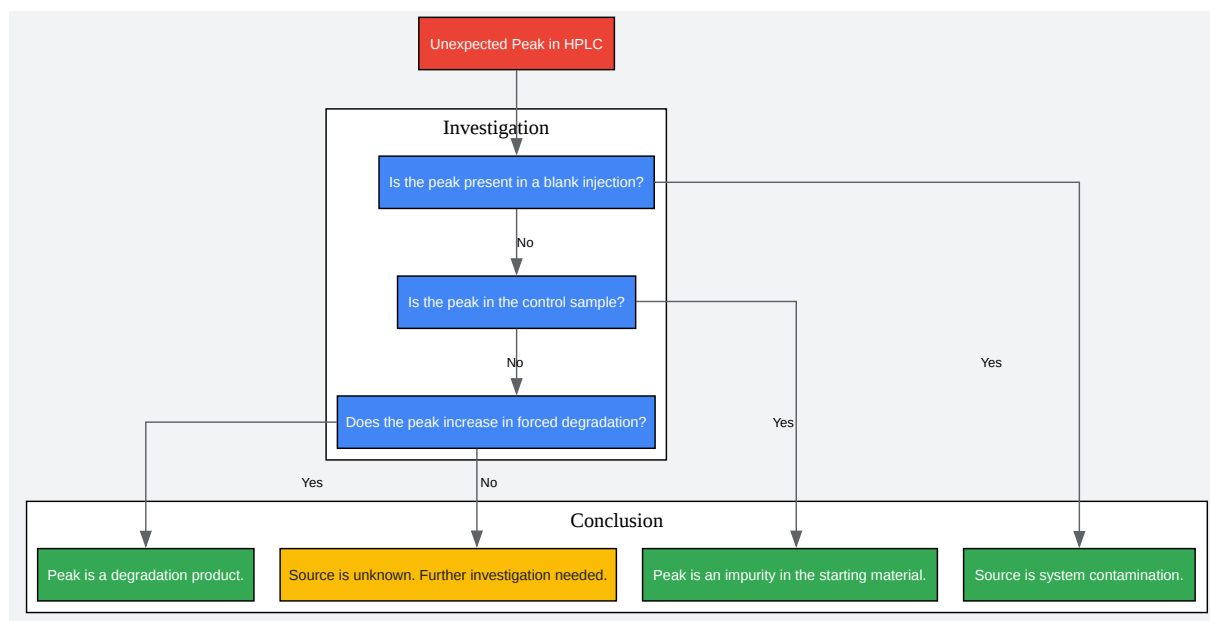 Unexpected Peak in HPLC
Investigation
Is the peak present in a blank injection?
No
Is the peak in the control sample?
No
Yes
Does the peak increase in forced degradation?
Yes
Yes
No
Conclusion
Peak is a degradation product.
Source is unknown. Further investigation needed.
Peak is an impurity in the starting material.
Source is system contamination.